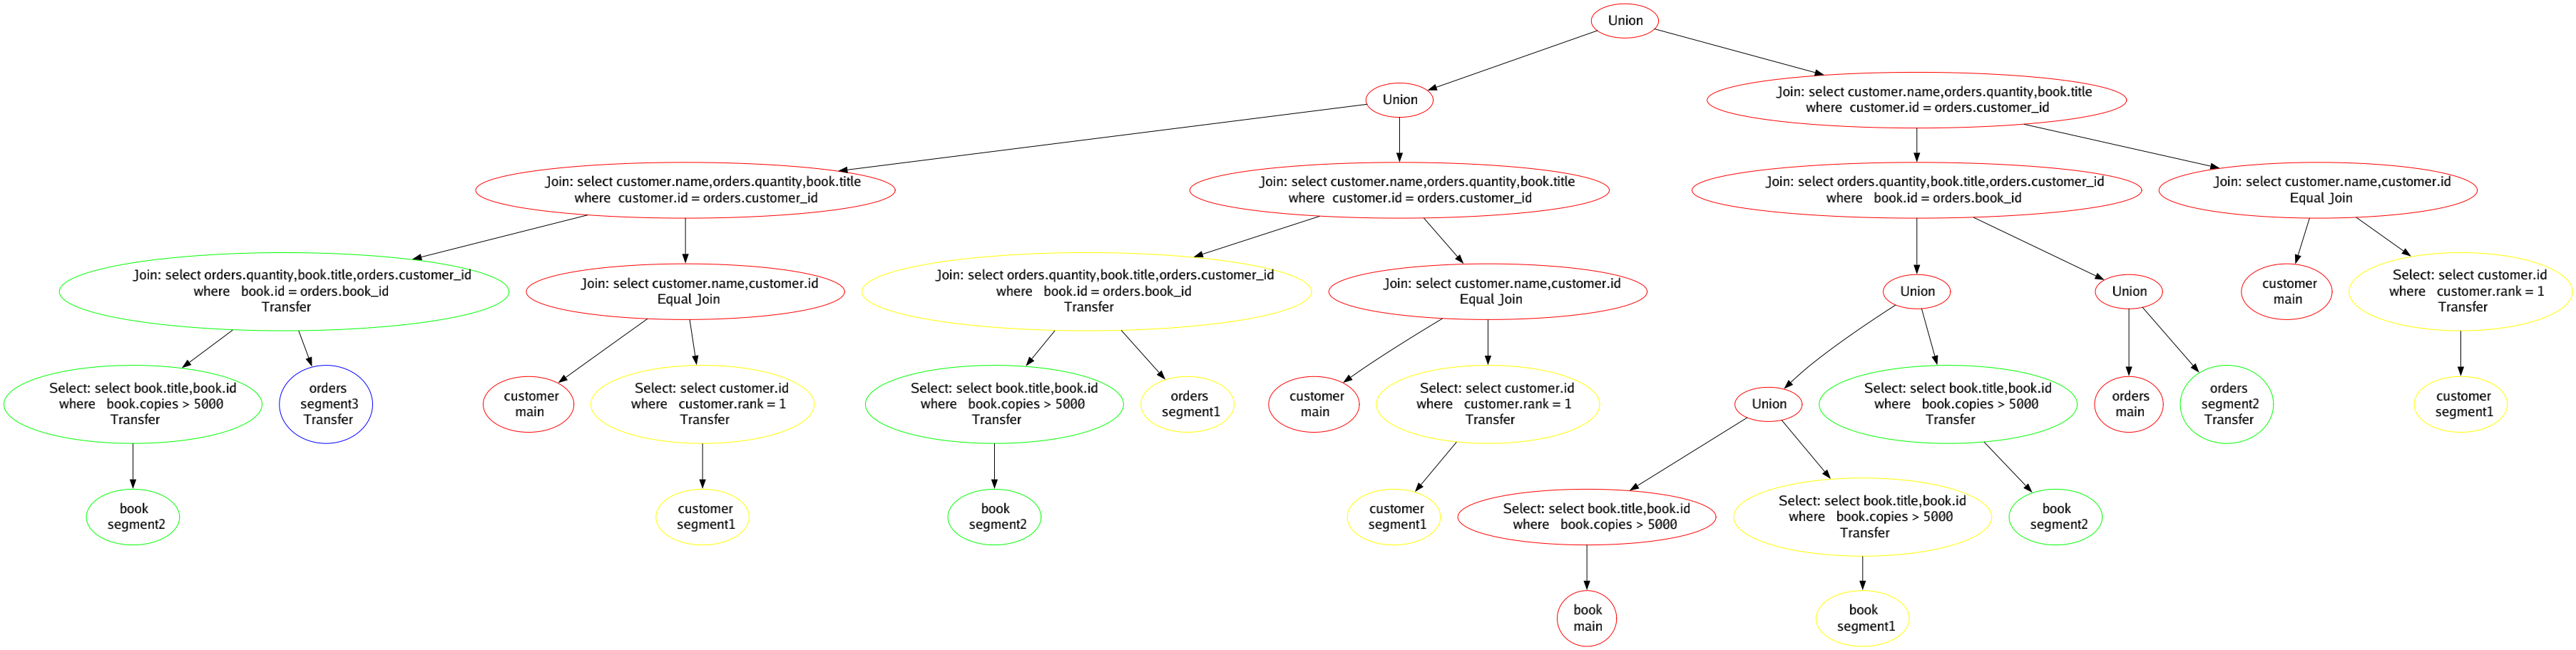 Union
Union
Join: select customer.name,orders.quantity,book.title
where customer.id = orders.customer_id
Join: select customer.name,orders.quantity,book.title
where customer.id = orders.customer_id
Join: select customer.name,orders.quantity,book.title
where customer.id = orders.customer_id
Join: select orders.quantity,book.title,orders.customer_id
where book.id = orders.book_id
Join: select customer.name,customer.id
Equal Join
Join: select orders.quantity,book.title,orders.customer_id
where book.id = orders.book_id
Transfer
Join: select customer.name,customer.id
Equal Join
Join: select orders.quantity,book.title,orders.customer_id
where book.id = orders.book_id
Transfer
Join: select customer.name,customer.id
Equal Join
Union
Union
customer
main
Select: select customer.id
where customer.rank = 1
Transfer
Select: select book.title,book.id
where book.copies > 5000
Transfer
orders
segment3
Transfer
customer
main
Select: select customer.id
where customer.rank = 1
Transfer
Select: select book.title,book.id
where book.copies > 5000
Transfer
orders
segment1
customer
main
Select: select customer.id
where customer.rank = 1
Transfer
Union
Select: select book.title,book.id
where book.copies > 5000
Transfer
orders
main
orders
segment2
Transfer
customer
segment1
book
segment2
customer
segment1
book
segment2
customer
segment1
Select: select book.title,book.id
where book.copies > 5000
Select: select book.title,book.id
where book.copies > 5000
Transfer
book
segment2
book
main
book
segment1